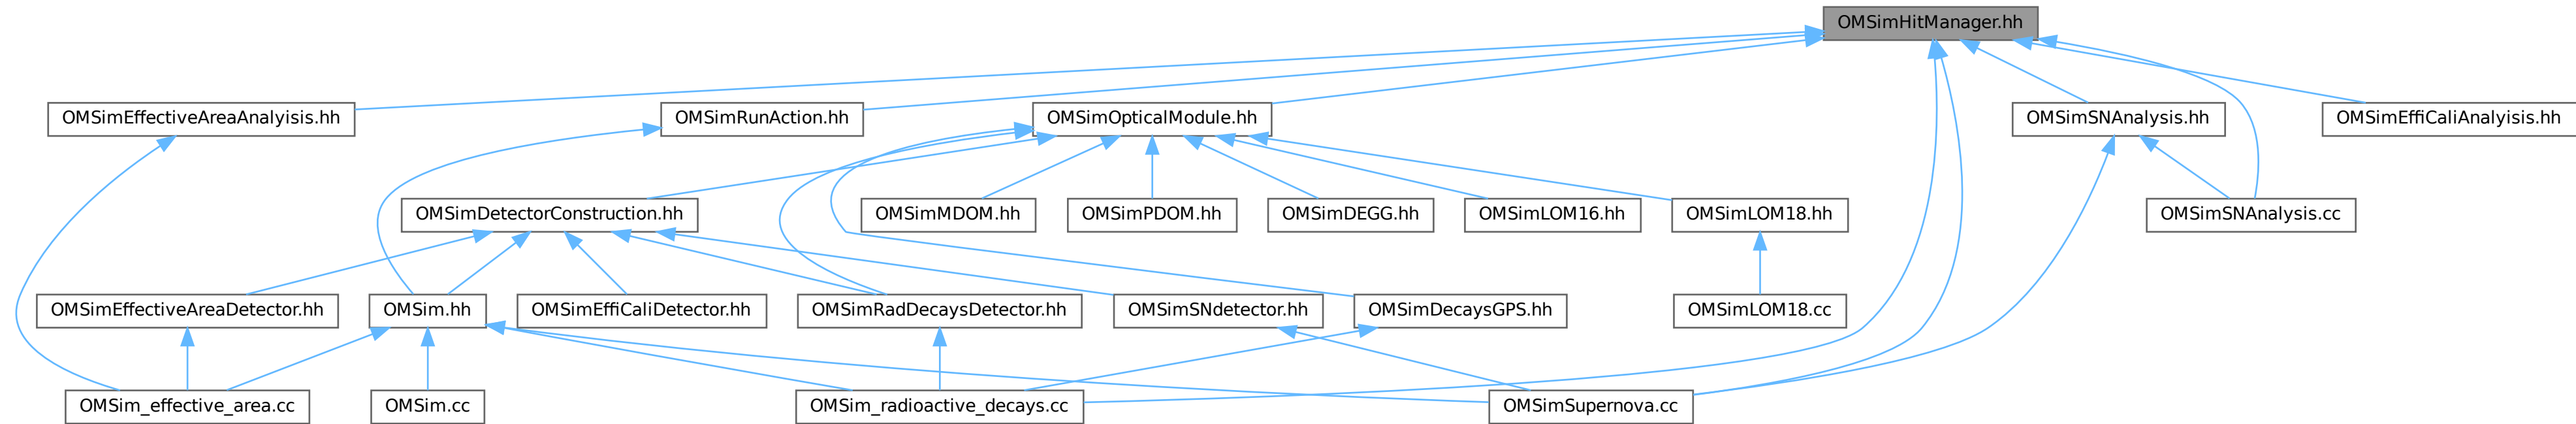 OMSimHitManager.hh
OMSimEffectiveAreaAnalyisis.hh
OMSimRunAction.hh
OMSimOpticalModule.hh
OMSimSNAnalysis.hh
OMSimEffiCaliAnalyisis.hh
OMSimDetectorConstruction.hh
OMSimMDOM.hh
OMSimPDOM.hh
OMSimDEGG.hh
OMSimLOM16.hh
OMSimLOM18.hh
OMSimSNAnalysis.cc
OMSimEffectiveAreaDetector.hh
OMSim.hh
OMSimEffiCaliDetector.hh
OMSimRadDecaysDetector.hh
OMSimSNdetector.hh
OMSimDecaysGPS.hh
OMSimLOM18.cc
OMSim_effective_area.cc
OMSim.cc
OMSim_radioactive_decays.cc
OMSimSupernova.cc